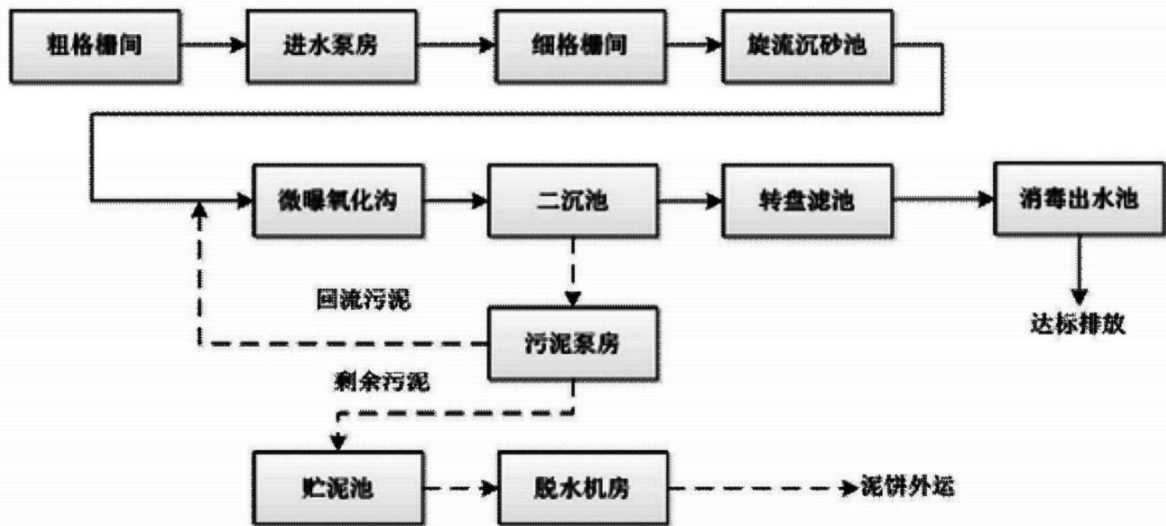 粗格栅间
进水泵房
细格栅间
旋流沉砂池
微曝氧化沟
二沉池
转盘滤池
消毒出水池
回流污泥
污泥泵房
达标排放
剩余污泥
贮泥池
脱水机房
泥饼外运